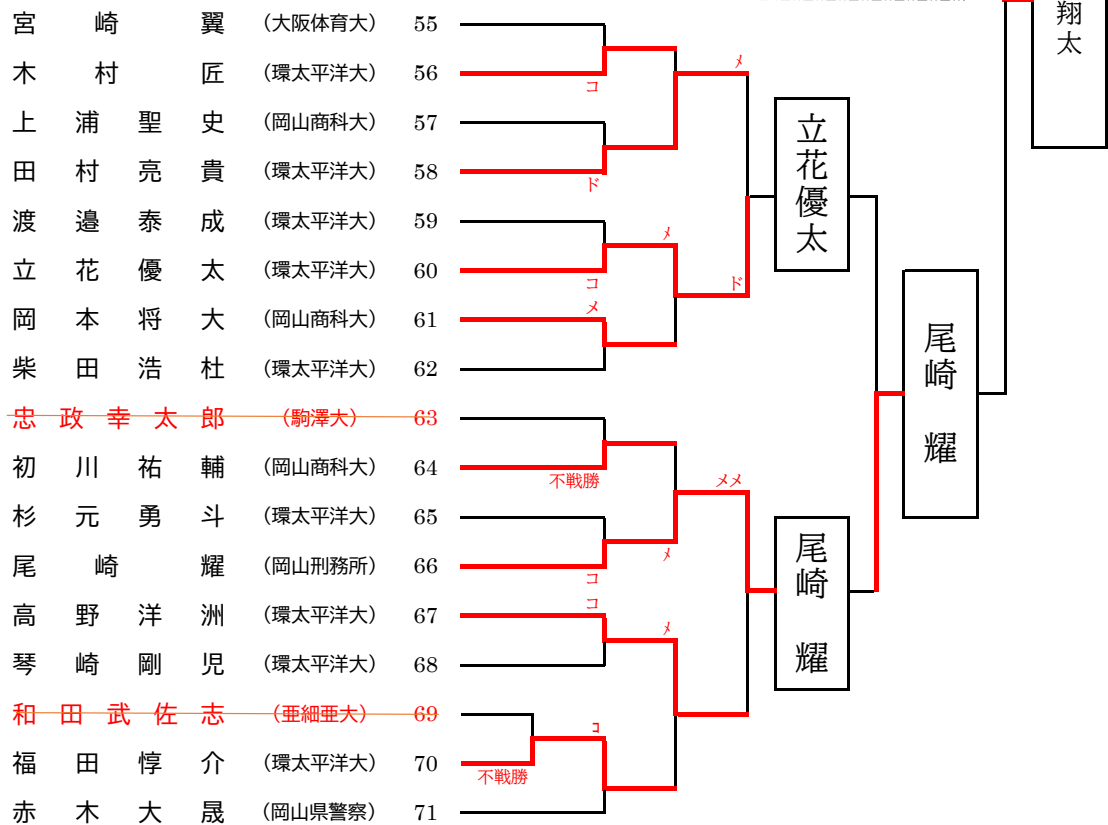 宮崎翼 (大阪体育大) 55
木村匠 (環太平洋大) 56
コ
メ
上浦聖史 (岡山商科大) 57
田村亮貴 (環太平洋大) 58
ド
渡邉泰成 (環太平洋大) 59
メ
立花優太 (環太平洋大) 60
コ
ド
メ
岡本将大 (岡山商科大) 61
柴田浩杜 (環太平洋大) 62
忠政幸太郎 (駒澤大) 63
初川祐輔 (岡山商科大) 64
不戦勝
メメ
杉元勇斗 (環太平洋大) 65
メ
尾崎耀 (岡山刑務所) 66
コ
コ
高野洋洲 (環太平洋大) 67
メ
琴崎剛児 (環太平洋大) 68
和田武佐志 (亜細亜大) 69
コ
福田惇介 (環太平洋大) 70
不戦勝
赤木大晟 (岡山県警察) 71
立花優太
尾崎 耀
尾崎 耀
翔太